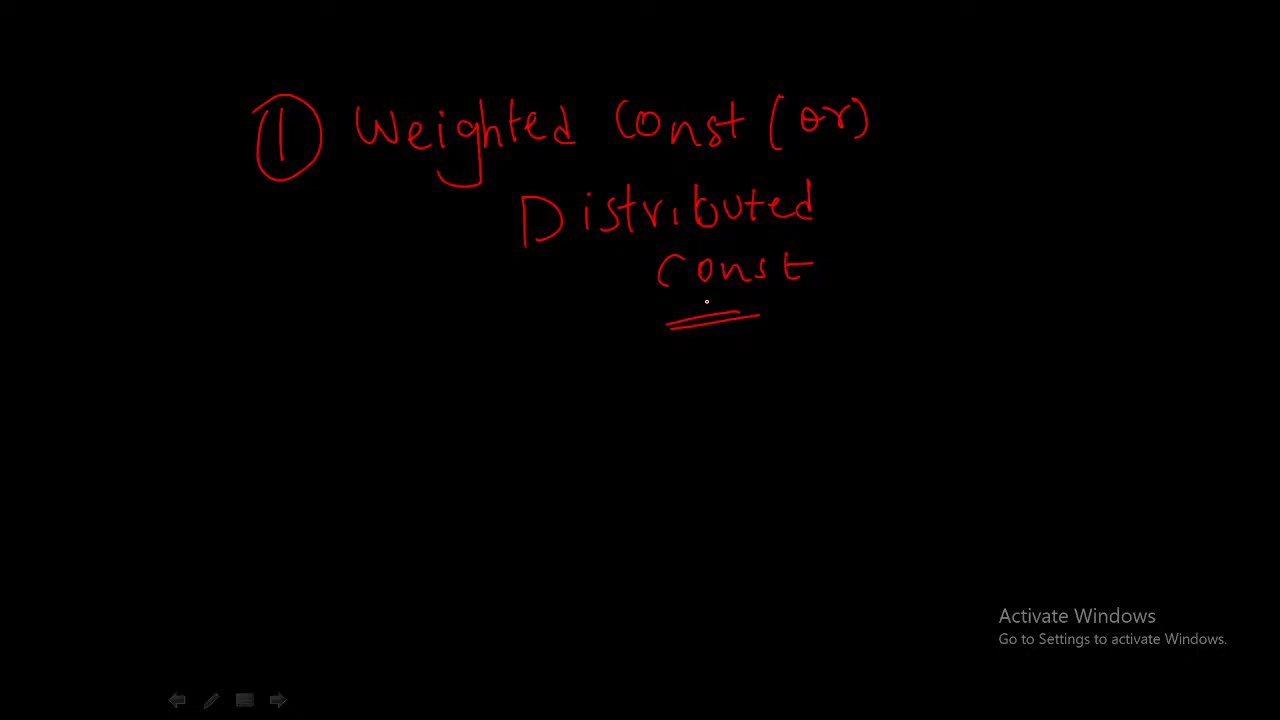 ① Weighted Const (or)
Distributed
Const
Activate Windows
Go to Settings to activate Windows.